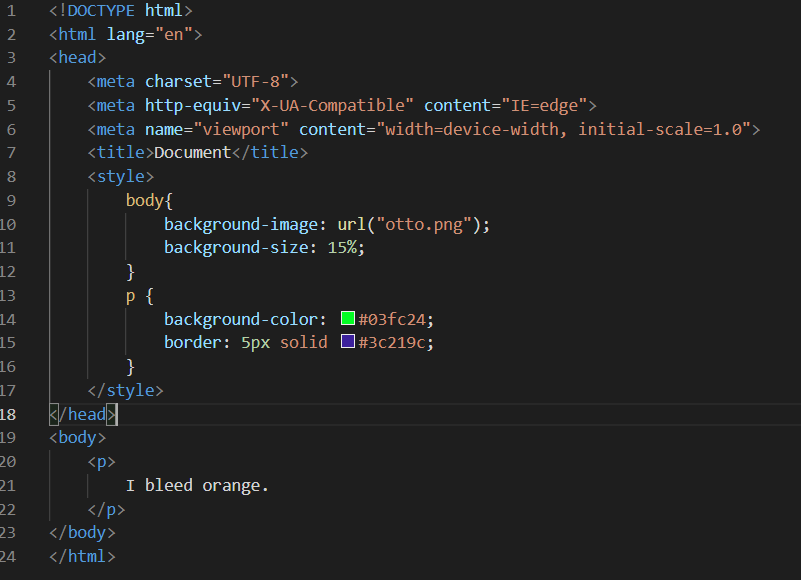 1 <!DOCTYPE html>
2 <html lang="en">
3 <head>
4     <meta charset="UTF-8">
5     <meta http-equiv="X-UA-Compatible" content="IE=edge">
6     <meta name="viewport" content="width=device-width, initial-scale=1.0">
7     <title>Document</title>
8     <style>
9         body{
10             background-image: url("otto.png");
11             background-size: 15%;
12         }
13         p {
14             background-color: #03fc24;
15             border: 5px solid #3c219c;
16         }
17     </style>
18 </head>
19 <body>
20     <p>
21         I bleed orange.
22     </p>
23 </body>
24 </html>